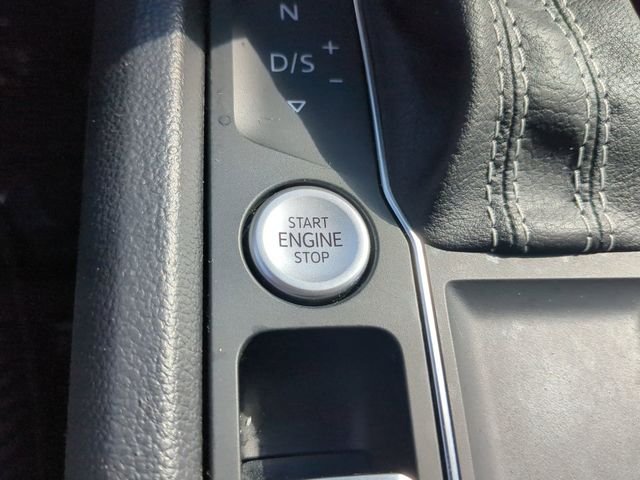 N
D/S
+
-
START
ENGINE
STOP